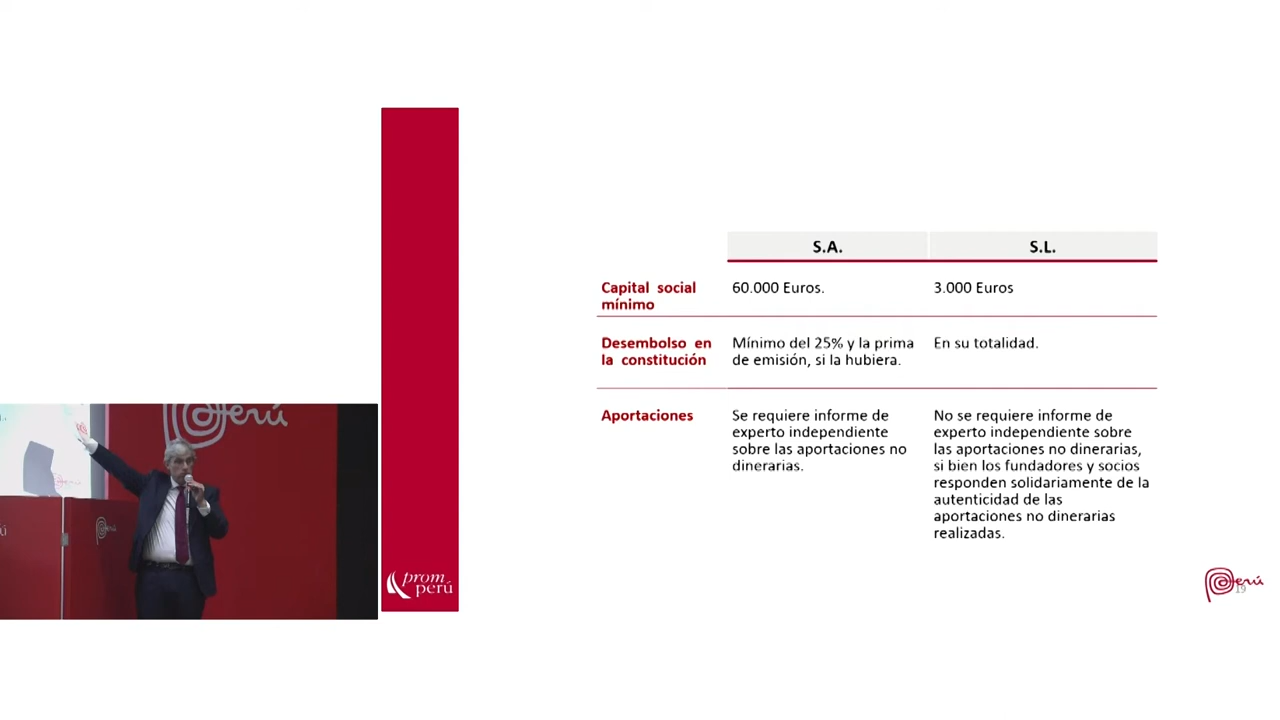 S.A.
S.L.
Capital social
mínimo
60.000 Euros.
3.000 Euros
Desembolso en
la constitución
Mínimo del 25% y la prima
de emisión, si la hubiera.
En su totalidad.
Aportaciones
Se requiere informe de
experto independiente
sobre las aportaciones no
dinerarias.
No se requiere informe de
experto independiente sobre
las aportaciones no dinerarias,
si bien los fundadores y socios
responden solidariamente de la
autenticidad de las
aportaciones no dinerarias
realizadas.
Perú
prom
perú
Perú
19